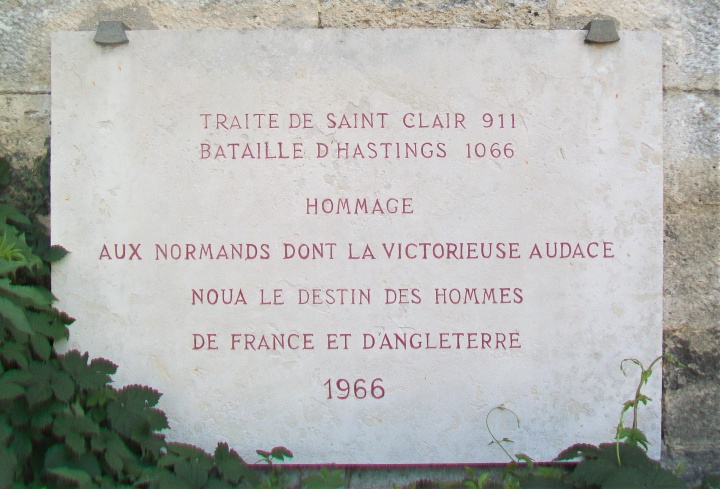 TRAITE DE SAINT CLAIR 911
BATAILLE D'HASTINGS 1066
HOMMAGE
AUX NORMANDS DONT LA VICTORIEUSE AUDACE
NOUA LE DESTIN DES HOMMES
DE FRANCE ET D'ANGLETERRE
1966